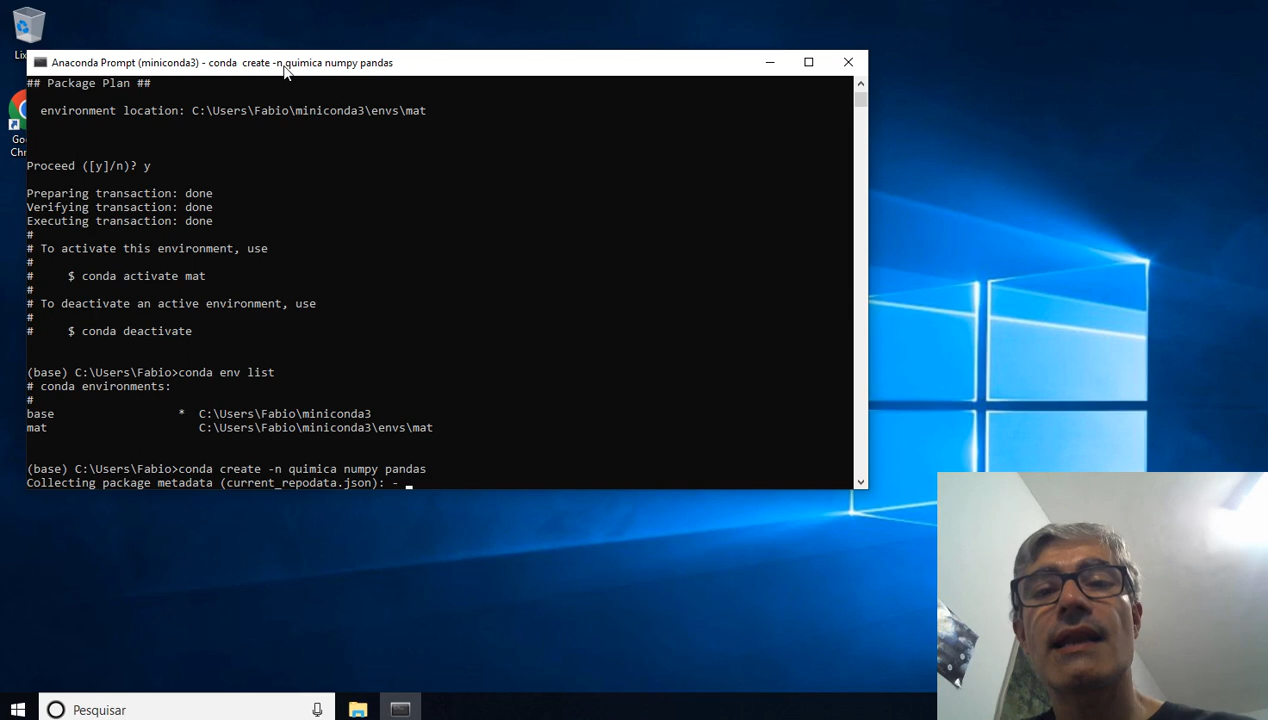 Lix
Anaconda Prompt (miniconda3) - conda  create -n quimica numpy pandas
## Package Plan ##
environment location: C:\Users\Fabio\miniconda3\envs\mat
Go
Chr
Proceed ([y]/n)? y
Preparing transaction: done
Verifying transaction: done
Executing transaction: done
#
# To activate this environment, use
#
#     $ conda activate mat
#
# To deactivate an active environment, use
#
#     $ conda deactivate
(base) C:\Users\Fabio>conda env list
# conda environments:
#
base                  *  C:\Users\Fabio\miniconda3
mat                      C:\Users\Fabio\miniconda3\envs\mat
(base) C:\Users\Fabio>conda create -n quimica numpy pandas
Collecting package metadata (current_repodata.json): -
Pesquisar